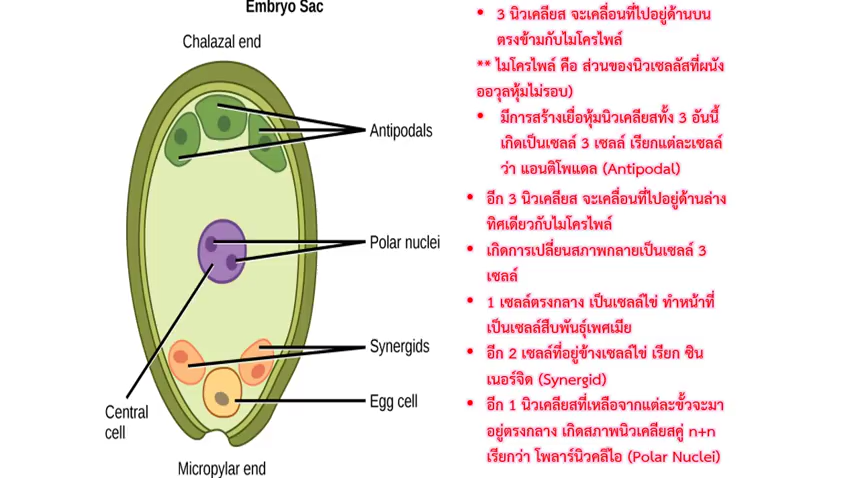 Embryo Sac
Chalazal end
Antipodals
Polar nuclei
Synergids
Egg cell
Central
cell
Micropylar end
• 3 นิวเคลียส จะเคลื่อนที่ไปอยู่ด้านบน
ตรงข้ามกับไมโครไพล์
** ไมโครไพล์ คือ ส่วนของนิวเซลลัสที่ผนัง
ออวุลหุ้มไม่รอบ)
• มีการสร้างเยื่อหุ้มนิวเคลียสทั้ง 3 อันนี้
เกิดเป็นเซลล์ 3 เซลล์ เรียกแต่ละเซลล์
ว่า แอนติโพแดล (Antipodal)
• อีก 3 นิวเคลียส จะเคลื่อนที่ไปอยู่ด้านล่าง
ทิศเดียวกับไมโครไพล์
• เกิดการเปลี่ยนสภาพกลายเป็นเซลล์ 3
เซลล์
• 1 เซลล์ตรงกลาง เป็นเซลล์ไข่ ทำหน้าที่
เป็นเซลล์สืบพันธุ์เพศเมีย
• อีก 2 เซลล์ที่อยู่ข้างเซลล์ไข่ เรียก ซิน
เนอร์จิด (Synergid)
• อีก 1 นิวเคลียสที่เหลือจากแต่ละขั้วจะมา
อยู่ตรงกลาง เกิดสภาพนิวเคลียสคู่ n+n
เรียกว่า โพลาร์นิวคลีไอ (Polar Nuclei)